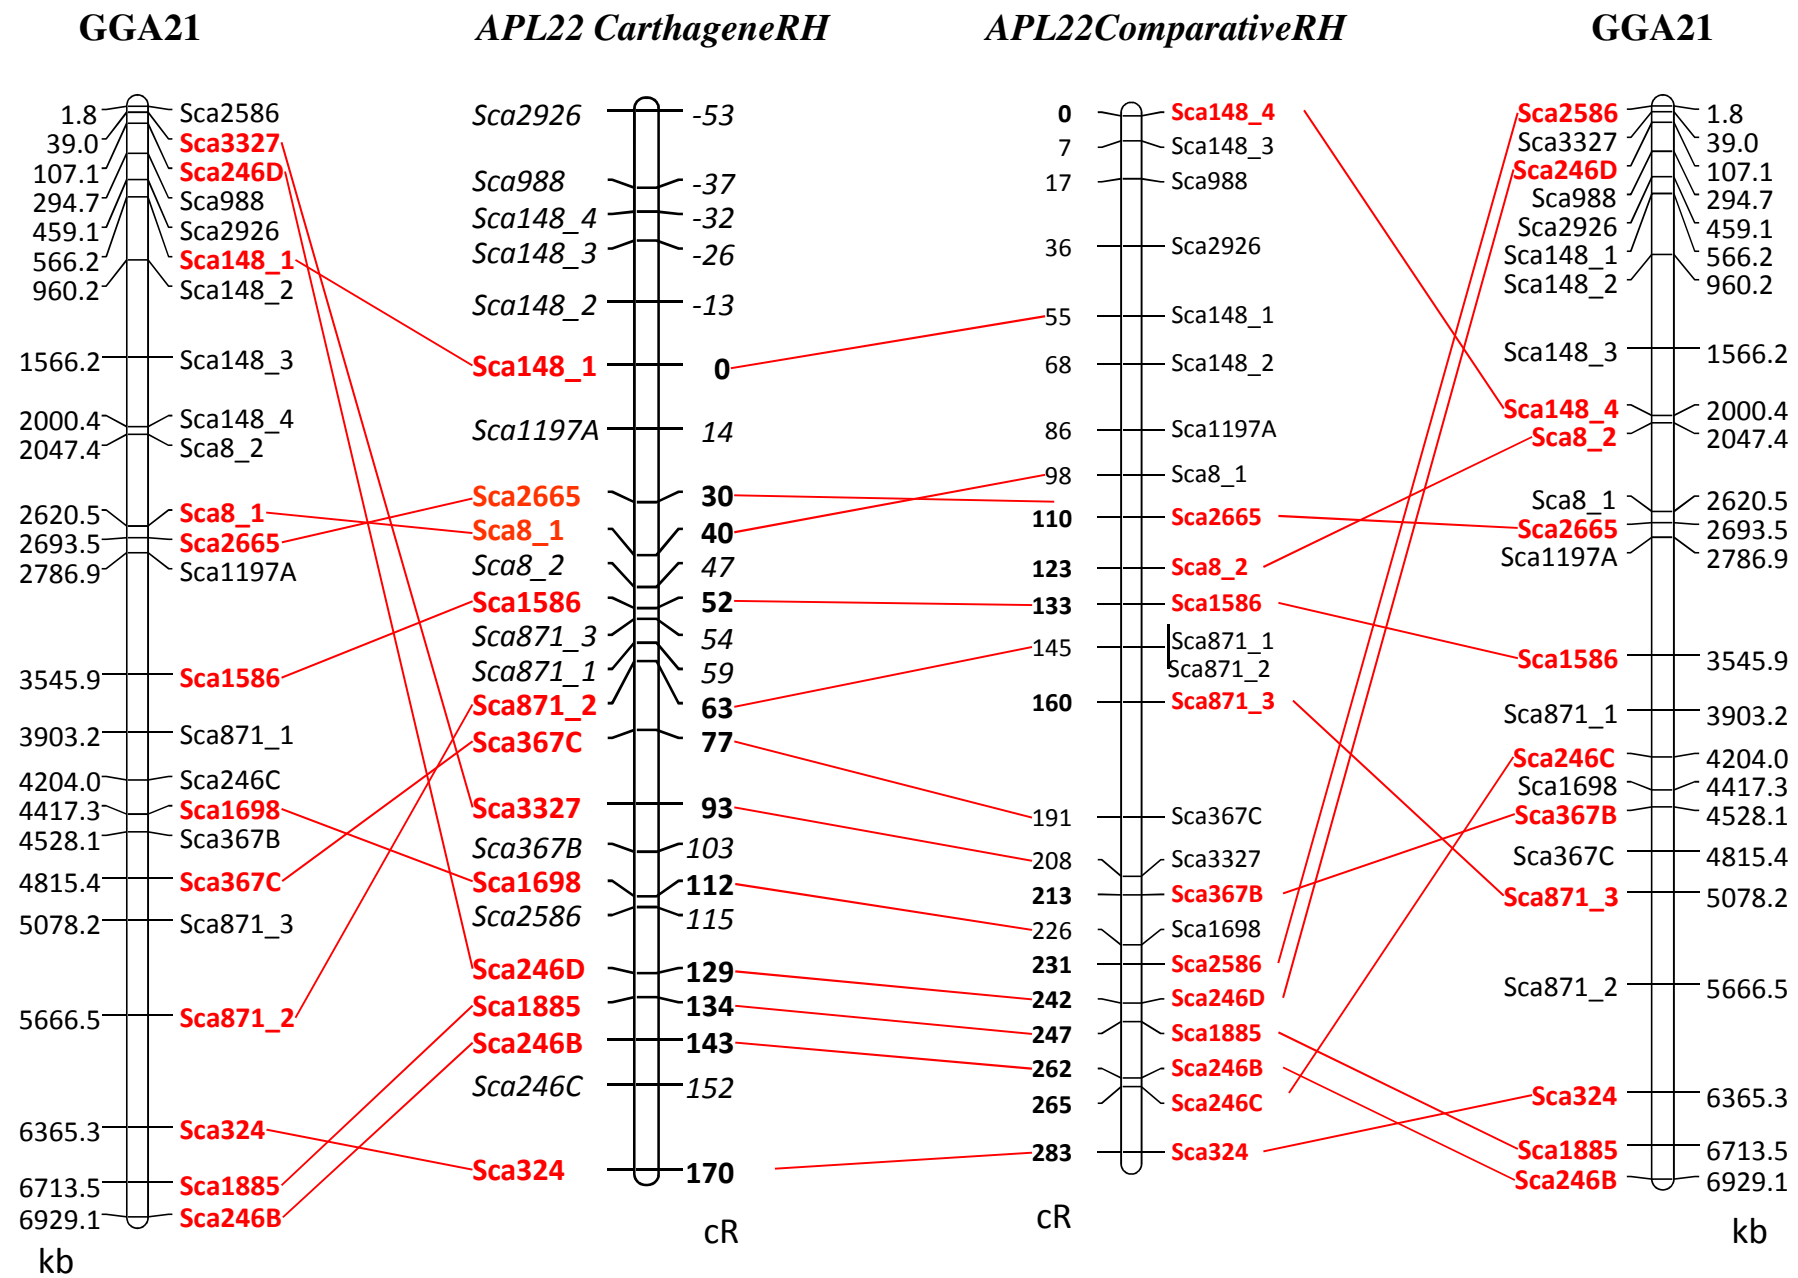 GGA21
APL22 CarthageneRH
APL22ComparativeRH
GGA21
1.8 Sca2586
39.0 Sca3327
107.1 Sca246D
294.7 Sca988
459.1 Sca2926
566.2 Sca148_1
960.2 Sca148_2
1566.2 Sca148_3
2000.4 Sca148_4
2047.4 Sca8_2
2620.5 Sca8_1
2693.5 Sca2665
2786.9 Sca1197A
3545.9 Sca1586
3903.2 Sca871_1
4204.0 Sca246C
4417.3 Sca1698
4528.1 Sca367B
4815.4 Sca367C
5078.2 Sca871_3
5666.5 Sca871_2
6365.3 Sca324
6713.5 Sca1885
6929.1 Sca246B
kb
Sca2926 -53
Sca988 -37
Sca148_4 -32
Sca148_3 -26
Sca148_2 -13
Sca148_1 0
Sca1197A 14
Sca2665 30
Sca8_1 40
Sca8_2 47
Sca1586 52
Sca871_3 54
Sca871_1 59
Sca871_2 63
Sca367C 77
Sca3327 93
Sca367B 103
Sca1698 112
Sca2586 115
Sca246D 129
Sca1885 134
Sca246B 143
Sca246C 152
Sca324 170
cR
0 Sca148_4
7 Sca148_3
17 Sca988
36 Sca2926
55 Sca148_1
68 Sca148_2
86 Sca1197A
98 Sca8_1
110 Sca2665
123 Sca8_2
133 Sca1586
145 Sca871_1
Sca871_2
160 Sca871_3
191 Sca367C
208 Sca3327
213 Sca367B
226 Sca1698
231 Sca2586
242 Sca246D
247 Sca1885
262 Sca246B
265 Sca246C
283 Sca324
cR
Sca2586 1.8
Sca3327 39.0
Sca246D 107.1
Sca988 294.7
Sca2926 459.1
Sca148_1 566.2
Sca148_2 960.2
Sca148_3 1566.2
Sca148_4 2000.4
Sca8_2 2047.4
Sca8_1 2620.5
Sca2665 2693.5
Sca1197A 2786.9
Sca1586 3545.9
Sca871_1 3903.2
Sca246C 4204.0
Sca1698 4417.3
Sca367B 4528.1
Sca367C 4815.4
Sca871_3 5078.2
Sca871_2 5666.5
Sca324 6365.3
Sca1885 6713.5
Sca246B 6929.1
kb